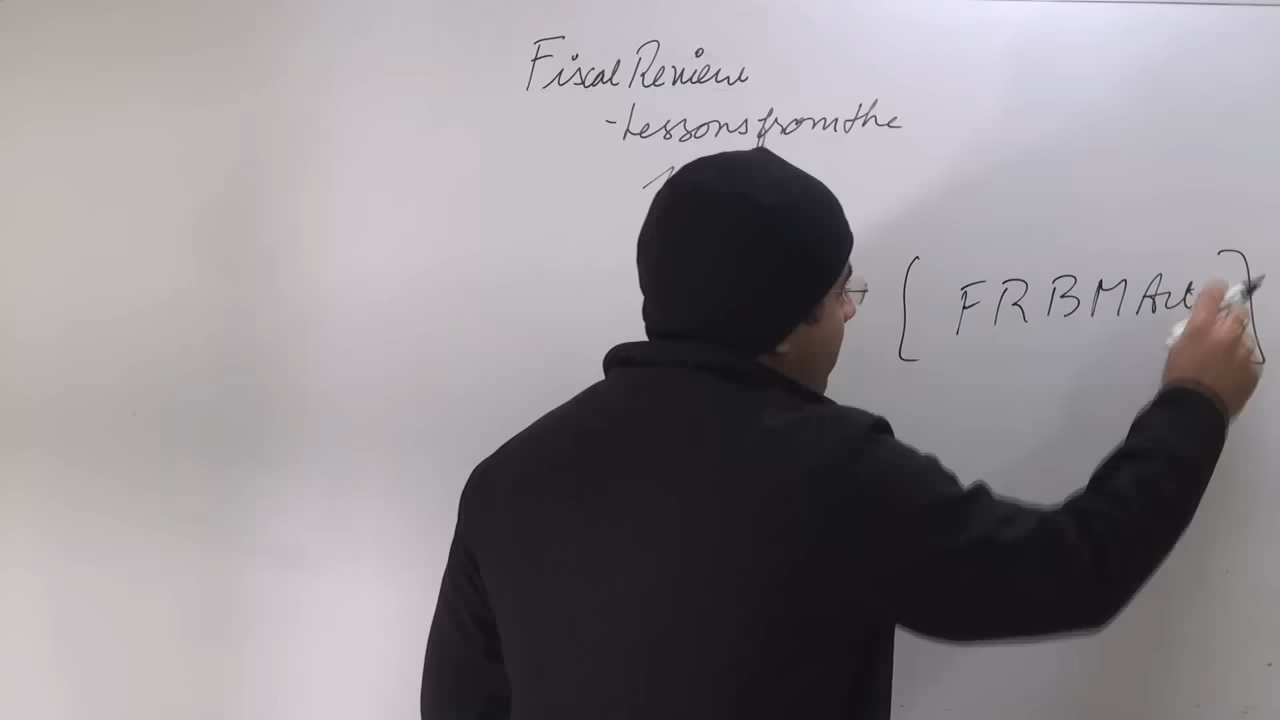 Fiscal Review
-Lessons from the
[ FRBM Act ]